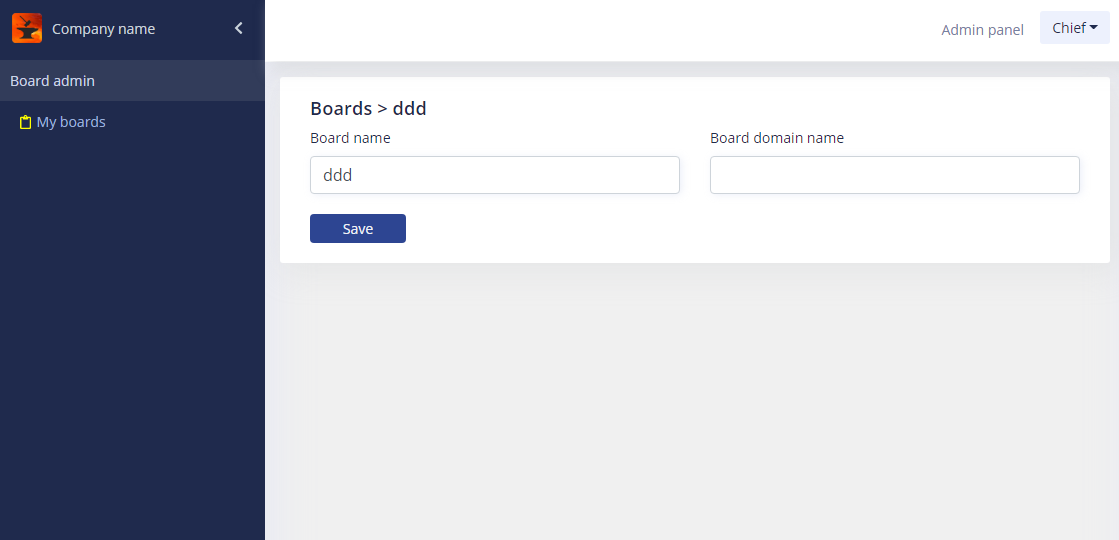 Company name
Admin panel
Chief
Board admin
My boards
Boards > ddd
Board name
Board domain name
ddd
Save